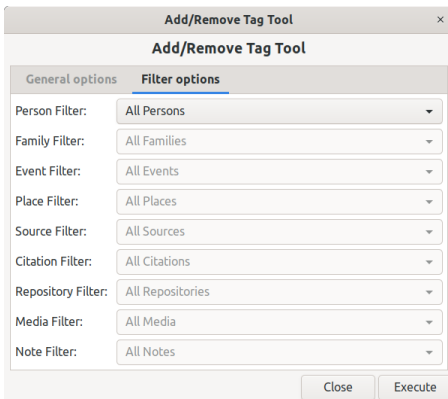 Add/Remove Tag Tool ×
Add/Remove Tag Tool
General options Filter options
Person Filter: All Persons
Family Filter: All Families
Event Filter: All Events
Place Filter: All Places
Source Filter: All Sources
Citation Filter: All Citations
Repository Filter: All Repositories
Media Filter: All Media
Note Filter: All Notes
Close Execute